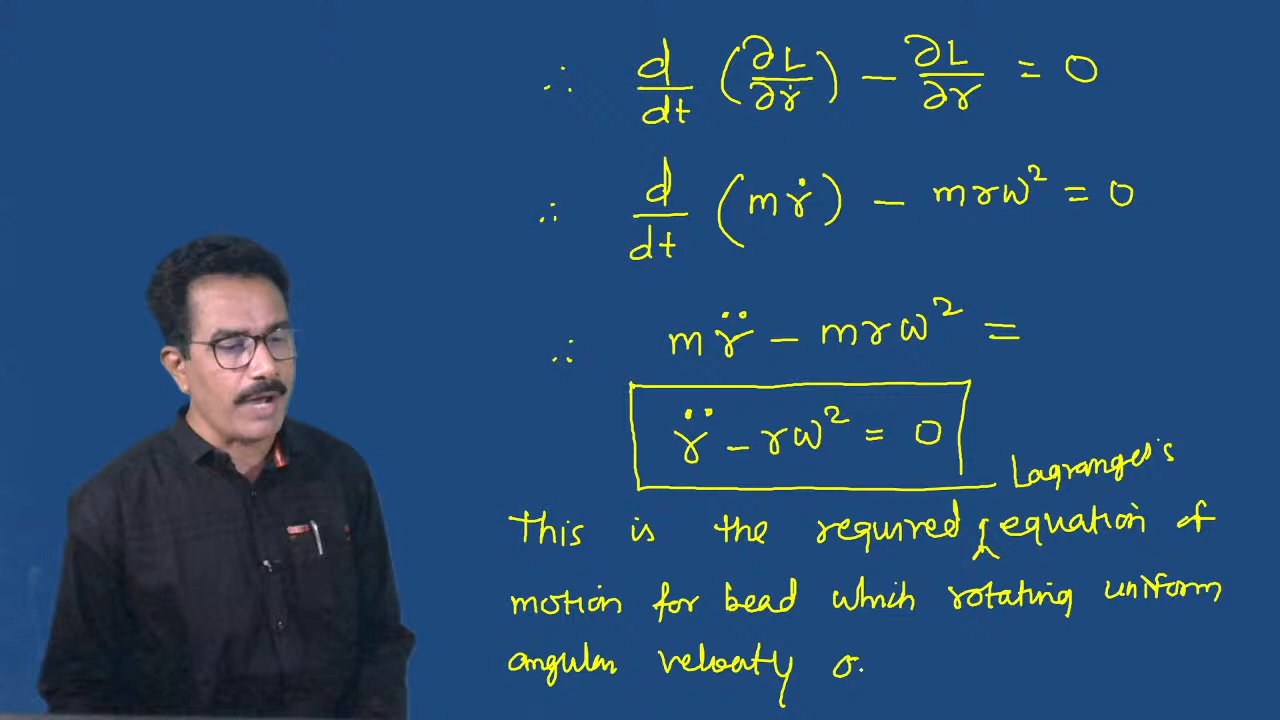 ∴ d/dt (∂L/∂ṙ) − ∂L/∂r = 0
∴ d/dt (mṙ) − mrω² = 0
∴ mr̈ − mrω² =
r̈ − rω² = 0
Lagranges's
This is the required equation of
motion for bead which rotating uniform
angular velocity o.